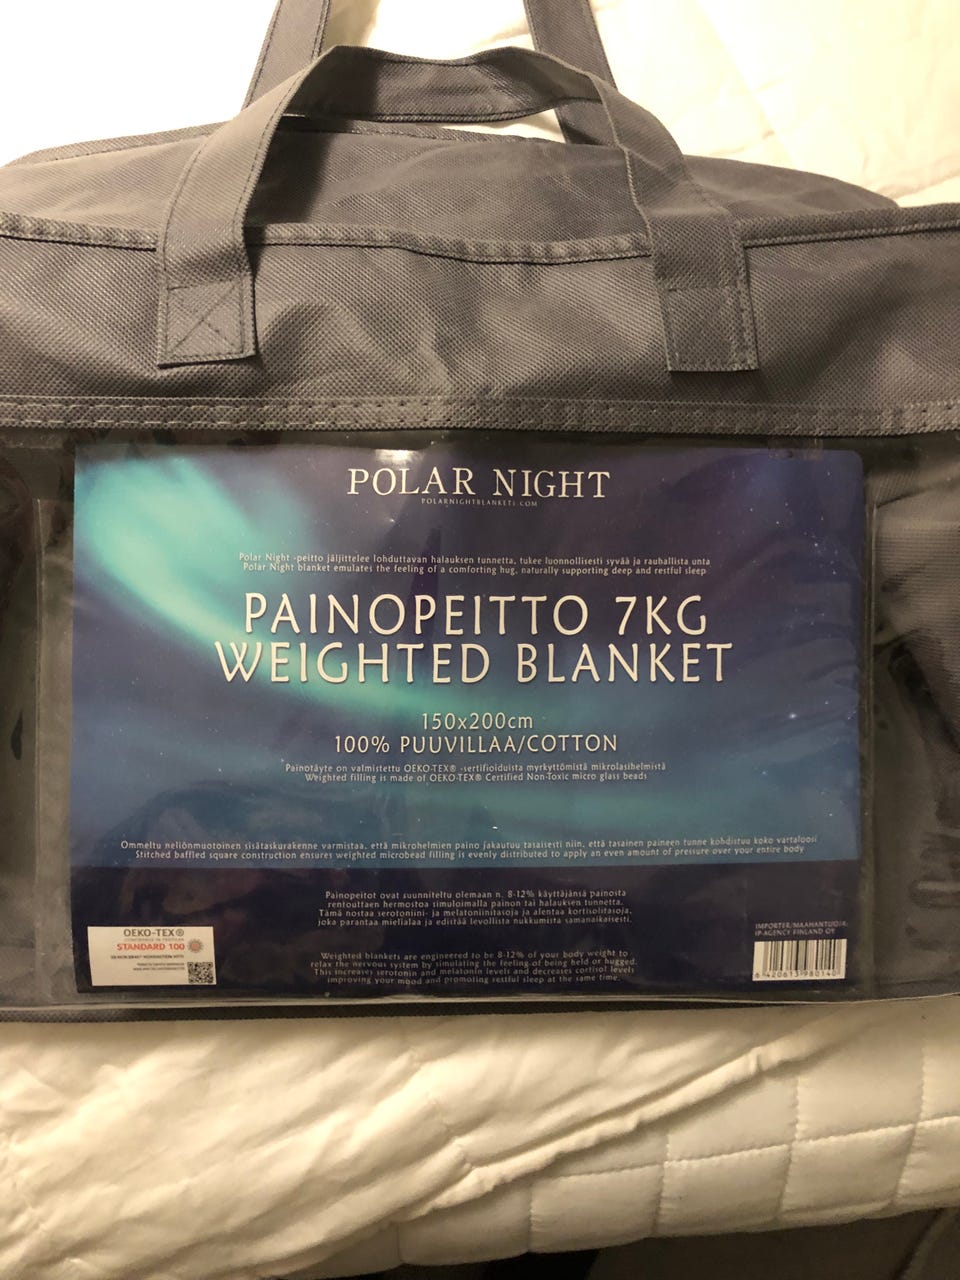 POLAR NIGHT
POLARNIGHTBLANKETS.COM
Polar Night -peitto jäljittelee lohduttavan halauksen tunnetta, tukee luonnollisesti syvää ja rauhallista unta
Polar Night blanket emulates the feeling of a comforting hug, naturally supporting deep and restful sleep
PAINOPEITTO 7KG
WEIGHTED BLANKET
150x200cm
100% PUUVILLAA/COTTON
Painotäyte on valmistettu OEKO-TEX® -sertifioiduista myrkyttömistä mikrolasihelmistä
Weighted filling is made of OEKO-TEX® Certified Non-Toxic micro glass beads
Ommeltu neliönmuotoinen sisätaskurakenne varmistaa, että mikrohelmien paino jakautuu tasaisesti niin, että tasainen paineen tunne kohdistuu koko vartaloosi
Stitched baffled square construction ensures weighted microbead filling is evenly distributed to apply an even amount of pressure over your entire body
Painopeitot ovat suunniteltu olemaan n. 8-12% käyttäjänsä painosta
rentouttaen hermostoa simuloimalla painon tai halauksen tunnetta.
Tämä nostaa serotoniini- ja melatoniinitasoja ja alentaa kortisolitasoja,
joka parantaa mielialaa ja edistää levollista nukkumista samanaikaisesti.
Weighted blankets are engineered to be 8-12% of your body weight to
relax the nervous system by simulating the feeling of being held or hugged.
This increases serotonin and melatonin levels and decreases cortisol levels
improving your mood and promoting restful sleep at the same time.
OEKO-TEX®
CONFIDENCE IN TEXTILES
STANDARD 100
IMPORTER/MAAHANTUOJA:
IP-AGENCY FINLAND OY
6 420613 980140